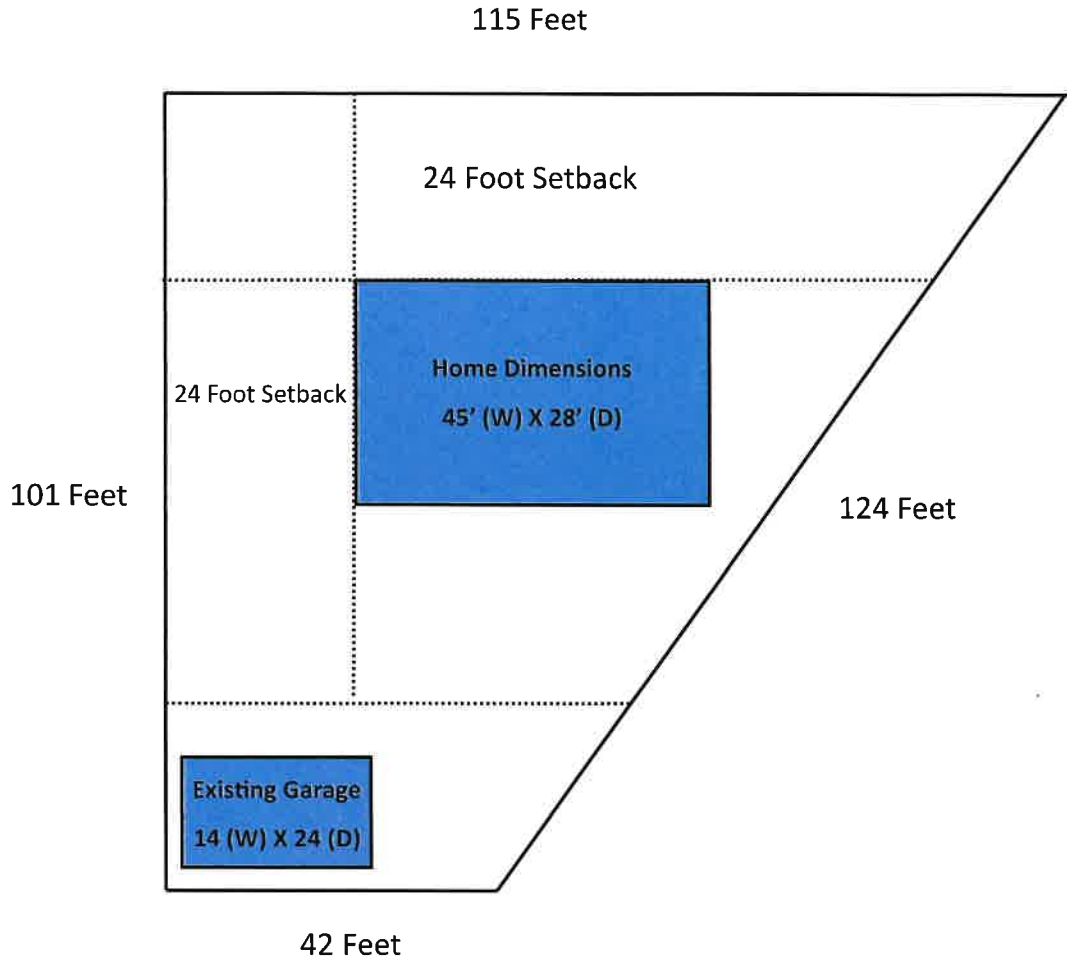 115 Feet
24 Foot Setback
Home Dimensions
45’ (W) X 28’ (D)
24 Foot Setback
101 Feet
124 Feet
Existing Garage
14 (W) X 24 (D)
42 Feet